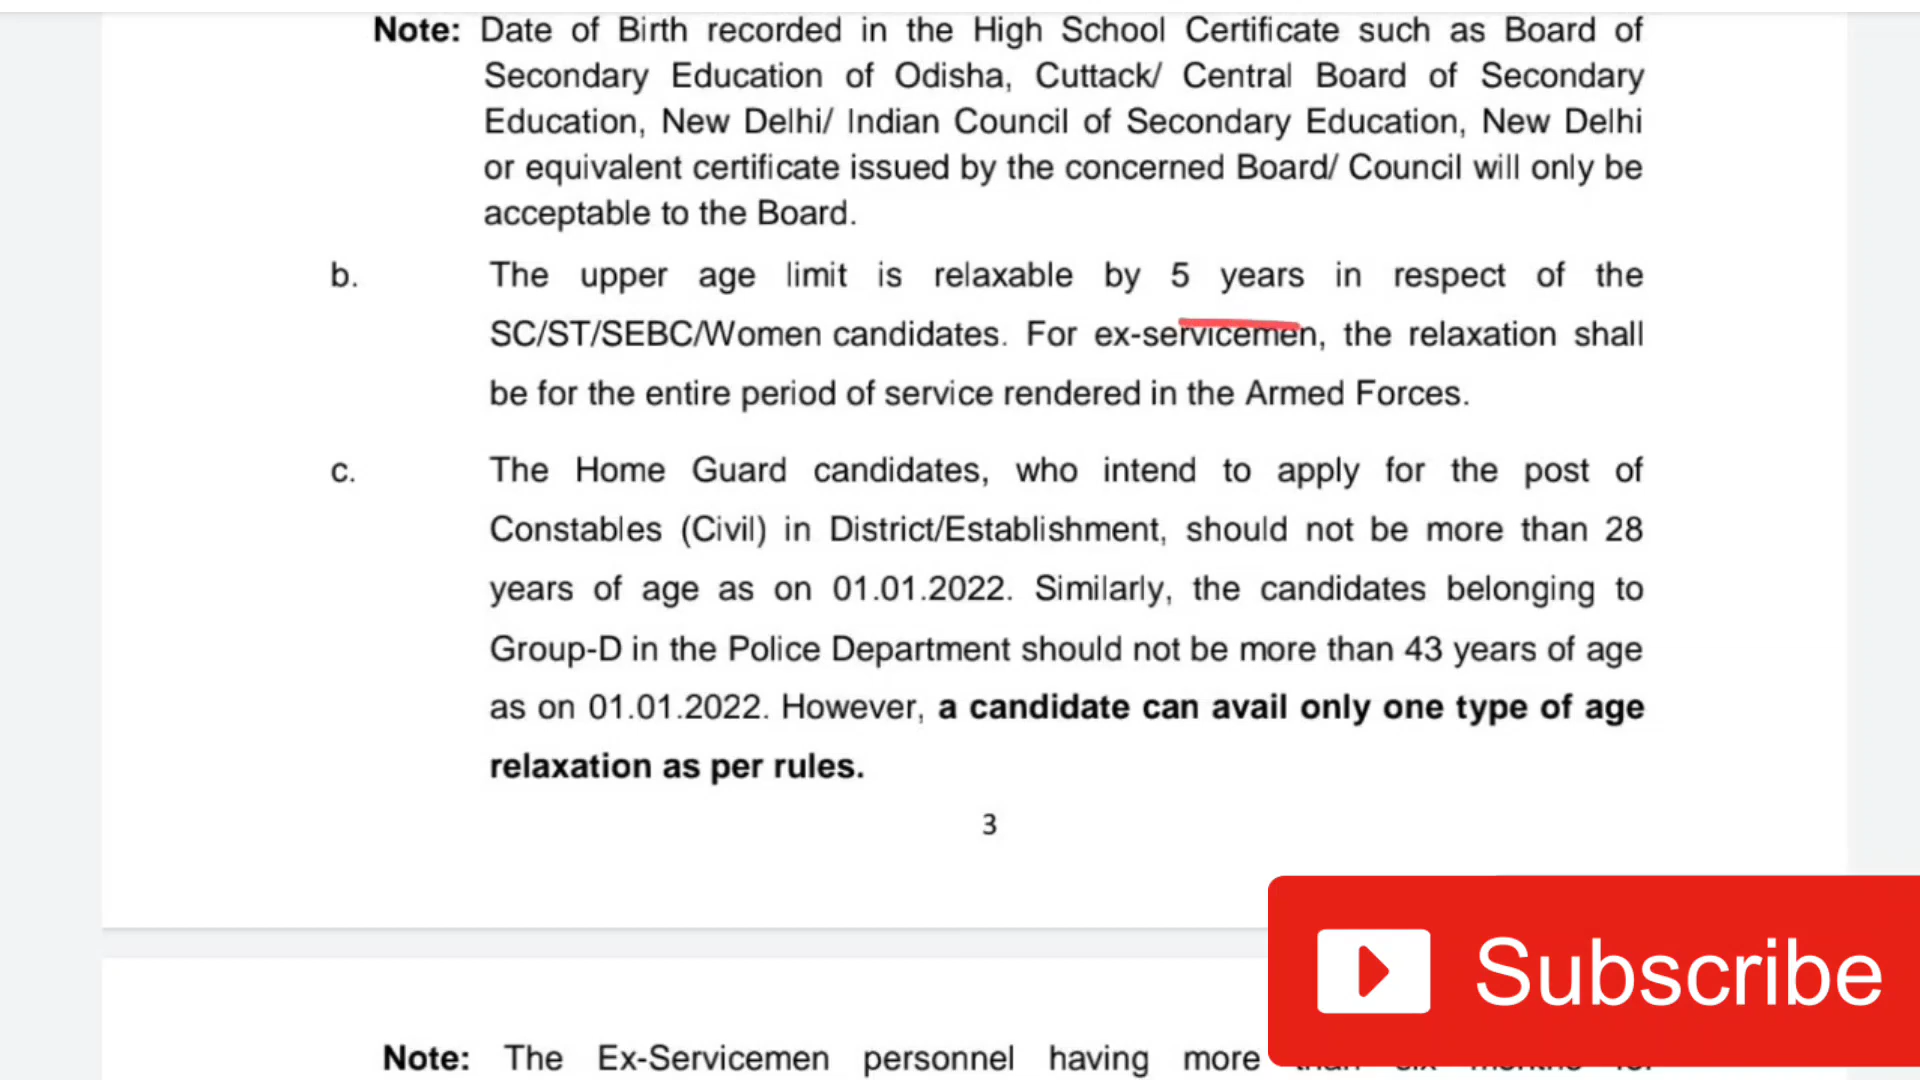 Note: Date of Birth recorded in the High School Certificate such as Board of
Secondary Education of Odisha, Cuttack/ Central Board of Secondary
Education, New Delhi/ Indian Council of Secondary Education, New Delhi
or equivalent certificate issued by the concerned Board/ Council will only be
acceptable to the Board.
b. The upper age limit is relaxable by 5 years in respect of the
SC/ST/SEBC/Women candidates. For ex-servicemen, the relaxation shall
be for the entire period of service rendered in the Armed Forces.
c. The Home Guard candidates, who intend to apply for the post of
Constables (Civil) in District/Establishment, should not be more than 28
years of age as on 01.01.2022. Similarly, the candidates belonging to
Group-D in the Police Department should not be more than 43 years of age
as on 01.01.2022. However, a candidate can avail only one type of age
relaxation as per rules.
3
Subscribe
Note: The Ex-Servicemen personnel having more